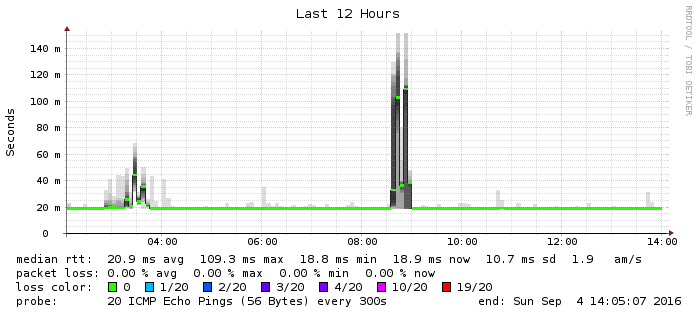 Last 12 Hours
RRDTOOL / TOBI OETIKER
Seconds
140 m
120 m
100 m
80 m
60 m
40 m
20 m
0
04:00 06:00 08:00 10:00 12:00 14:00
median rtt: 20.9 ms avg 109.3 ms max 18.8 ms min 18.9 ms now 10.7 ms sd 1.9 am/s
packet loss: 0.00 % avg 0.00 % max 0.00 % min 0.00 % now
loss color: 0 1/20 2/20 3/20 4/20 10/20 19/20
probe: 20 ICMP Echo Pings (56 Bytes) every 300s end: Sun Sep 4 14:05:07 2016